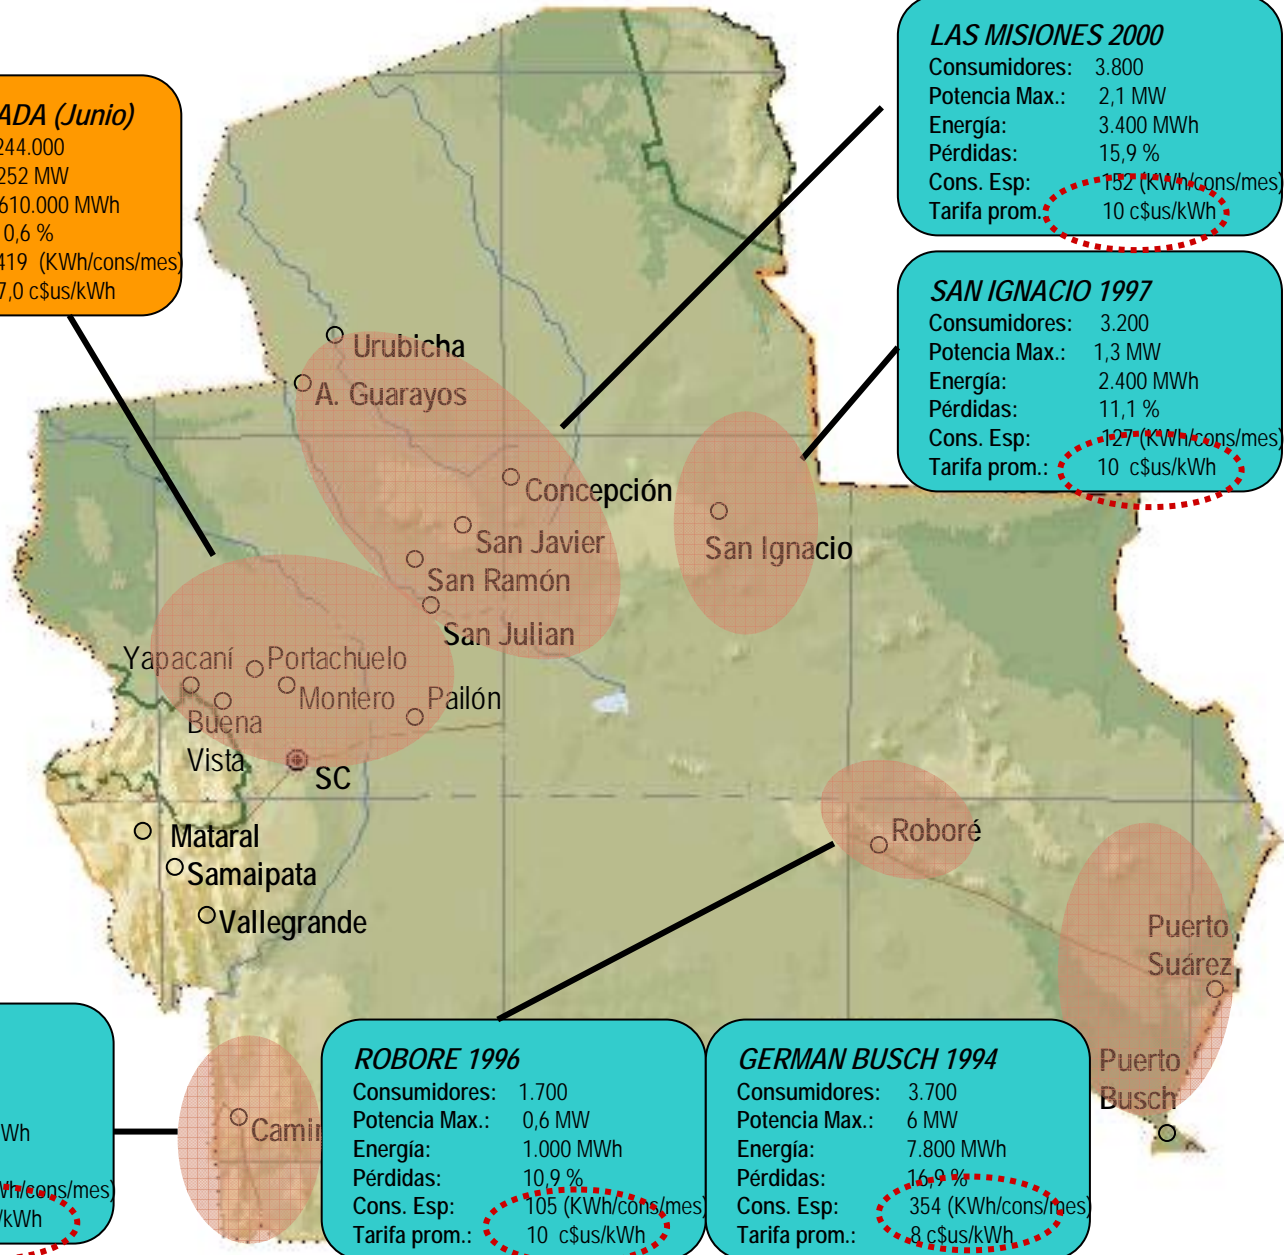 LAS MISIONES 2000
Consumidores: 3.800
Potencia Max.: 2,1 MW
Energía: 3.400 MWh
Pérdidas: 15,9 %
Cons. Esp: 152 (KWh/cons/mes)
Tarifa prom. 10 c$us/kWh
ADA (Junio)
244.000
252 MW
610.000 MWh
10,6 %
419 (KWh/cons/mes)
7,0 c$us/kWh
SAN IGNACIO 1997
Consumidores: 3.200
Potencia Max.: 1,3 MW
Energía: 2.400 MWh
Pérdidas: 11,1 %
Cons. Esp: 127 (KWh/cons/mes)
Tarifa prom.: 10 c$us/kWh
Urubicha
A. Guarayos
Concepción
San Javier
San Ignacio
San Ramón
San Julian
Yapacaní
Portachuelo
Montero
Pailón
Buena
Vista
SC
Mataral
Samaipata
Vallegrande
Roboré
Puerto
Suárez
Puerto
Busch
Camir
Wh
Wh/cons/mes)
/kWh
ROBORE 1996
Consumidores: 1.700
Potencia Max.: 0,6 MW
Energía: 1.000 MWh
Pérdidas: 10,9 %
Cons. Esp: 105 (KWh/cons/mes)
Tarifa prom.: 10 c$us/kWh
GERMAN BUSCH 1994
Consumidores: 3.700
Potencia Max.: 6 MW
Energía: 7.800 MWh
Pérdidas: 16,9 %
Cons. Esp: 354 (KWh/cons/mes)
Tarifa prom.: 8 c$us/kWh